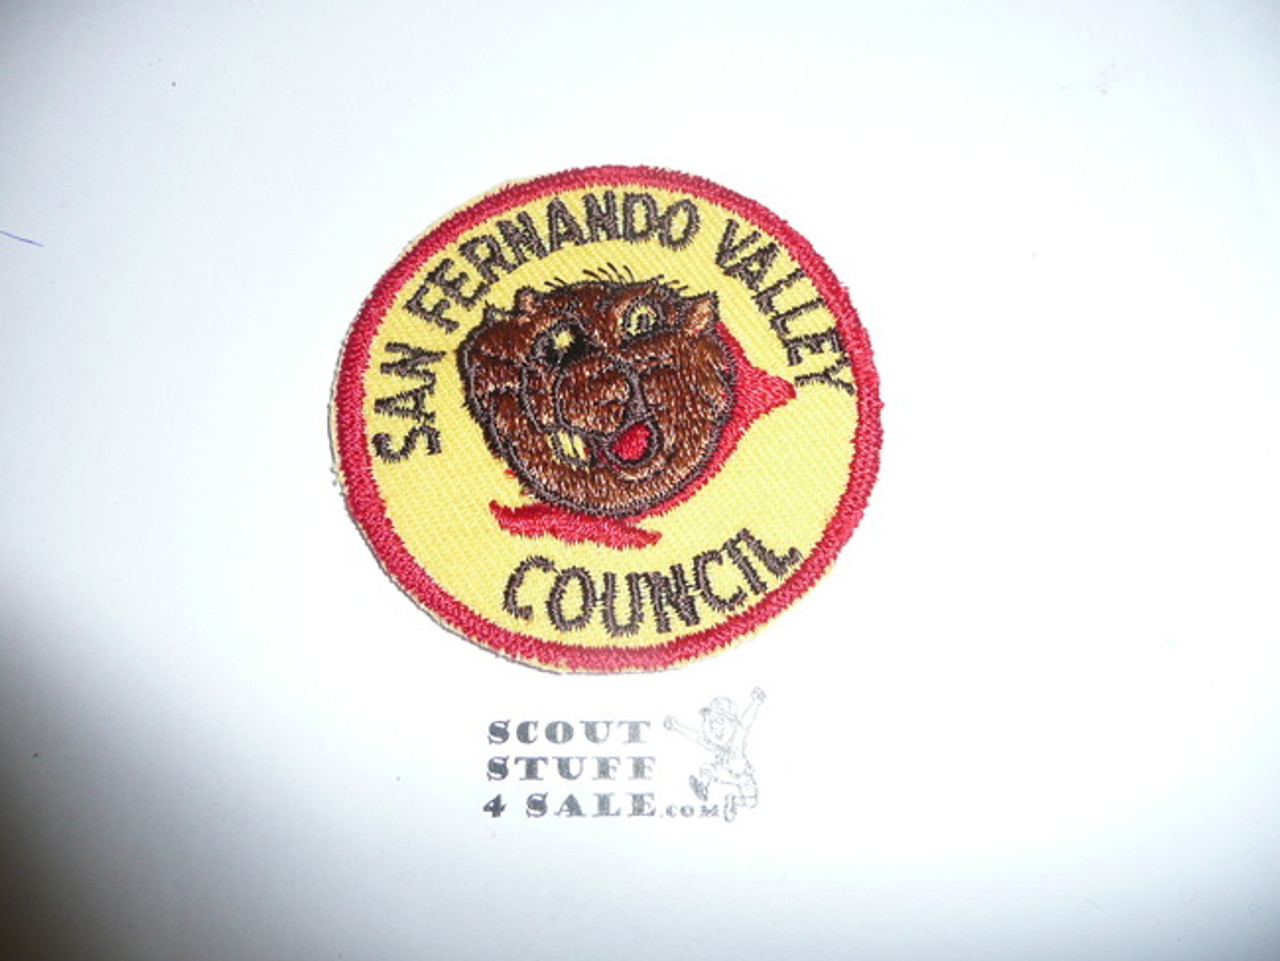 SAN FERNANDO VALLEY
COUNCIL
SCOUT
STUFF
4 SALE.COM